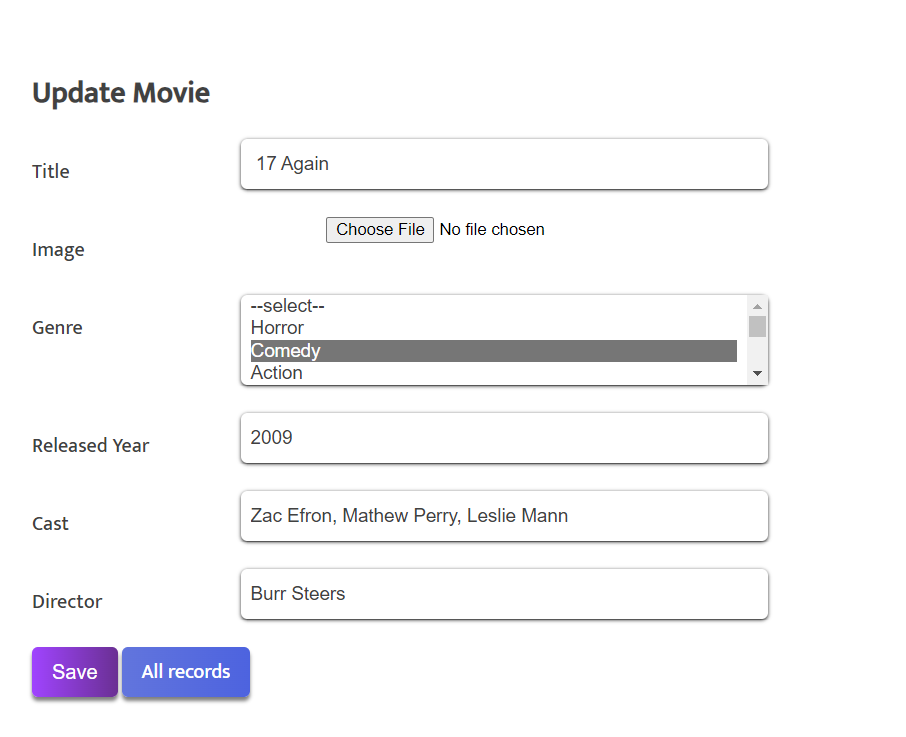 Update Movie
Title 17 Again
Image Choose File No file chosen
Genre --select--
Horror
Comedy
Action
Released Year 2009
Cast Zac Efron, Mathew Perry, Leslie Mann
Director Burr Steers
Save All records